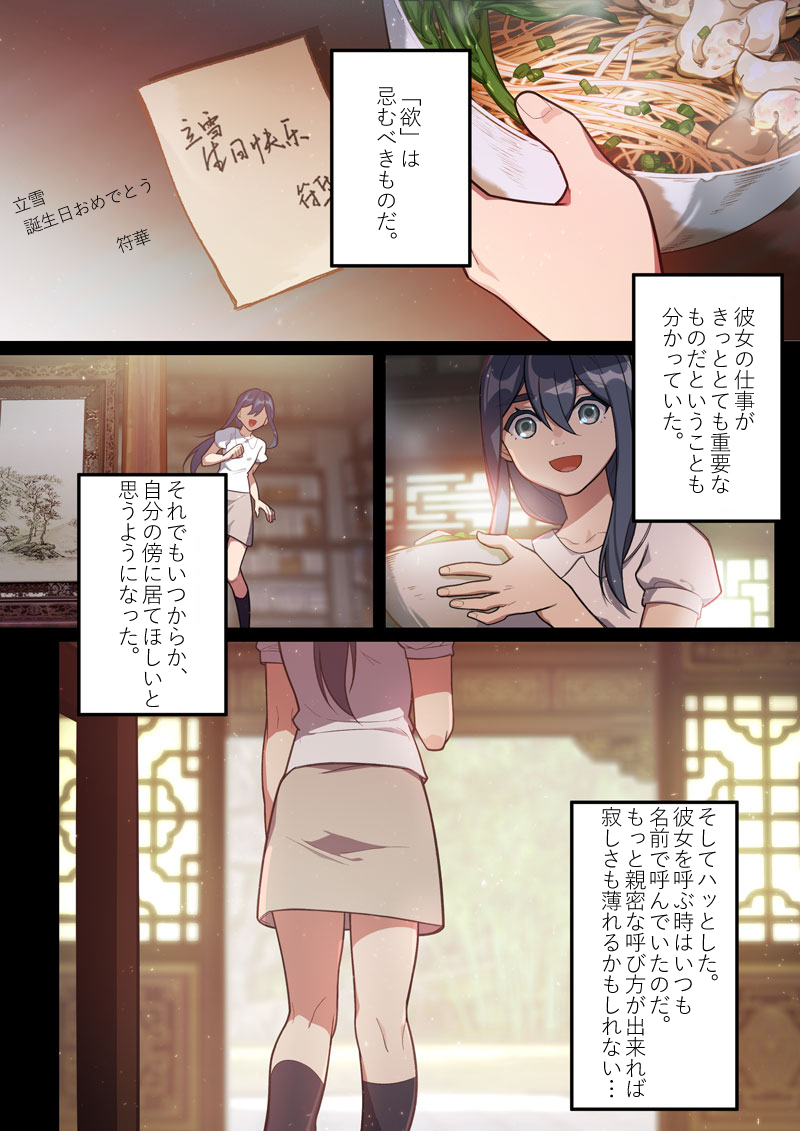 「欲」は
忌むべきものだ。
立雪
生日快乐
符
立雪
誕生日おめでとう
符華
彼女の仕事が
きっととても重要な
ものだということも
分かっていた。
それでもいつからか、
自分の傍に居てほしいと
思うようになった。
そしてハッとした。
彼女を呼ぶ時はいつも
名前で呼んでいたのだ。
もっと親密な呼び方が出来れば
寂しさも薄れるかもしれない…